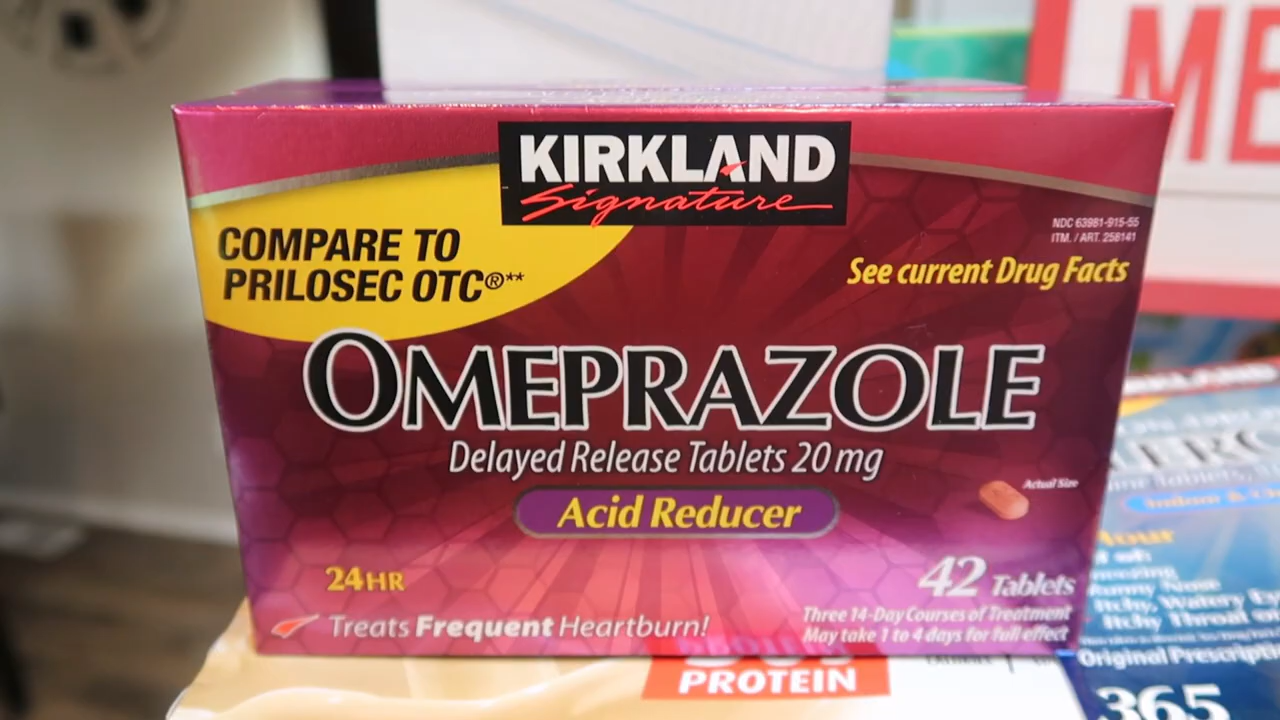 KIRKLAND
Signature
COMPARE TO
PRILOSEC OTC®**
NDC 63981-915-55
ITM. / ART. 258141
See current Drug Facts
OMEPRAZOLE
Delayed Release Tablets 20 mg
Acid Reducer
Actual Size
24HR
42 Tablets
Treats Frequent Heartburn!
Three 14-Day Courses of Treatment
May take 1 to 4 days for full effect
PROTEIN
ME
Original Prescripti
365